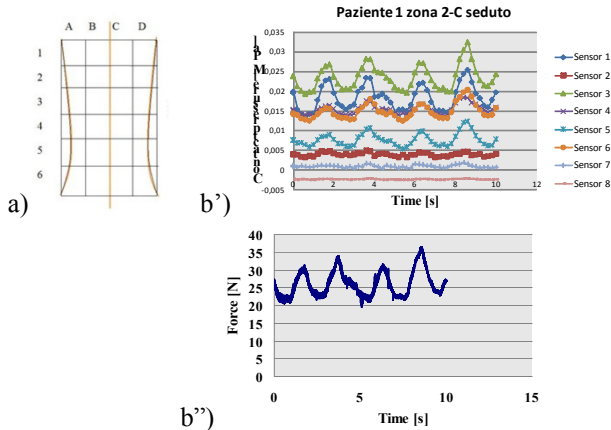 A B C D
1
2
3
4
5
6
a)
b')
Paziente 1 zona 2-C seduto
Contact pressure [MPa]
0,035
0,03
0,025
0,02
0,015
0,01
0,005
0
-0,005
0 2 4 6 8 10 12
Time [s]
Sensor 1
Sensor 2
Sensor 3
Sensor 4
Sensor 5
Sensor 6
Sensor 7
Sensor 8
b”)
Force [N]
40
35
30
25
20
15
10
5
0
0 5 10 15
Time [s]